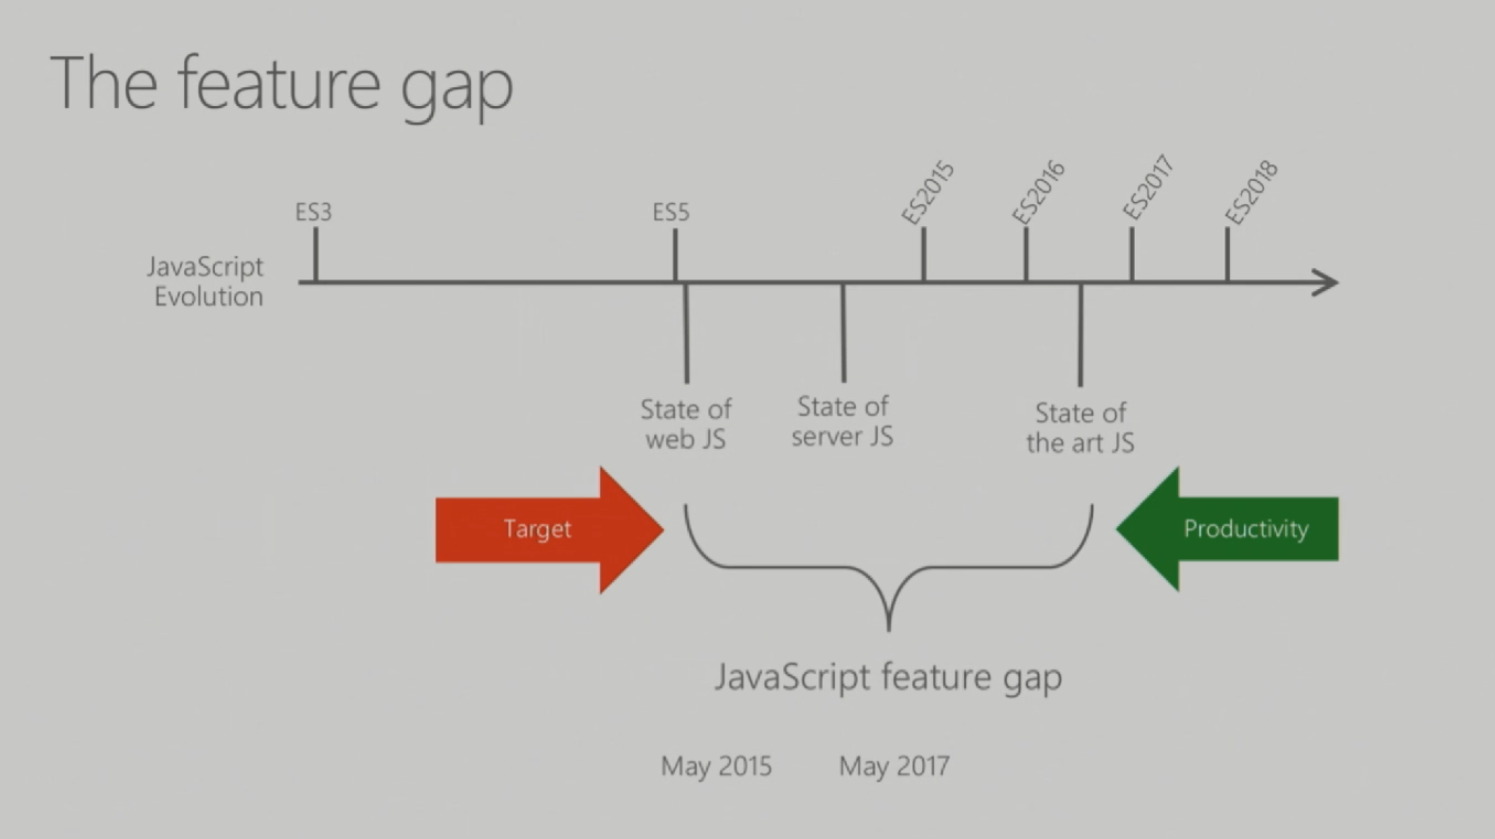 The feature gap
ES3
ES5
ES2015
ES2016
ES2017
ES2018
JavaScript
Evolution
State of
web JS
State of
server JS
State of
the art JS
Target
Productivity
JavaScript feature gap
May 2015
May 2017